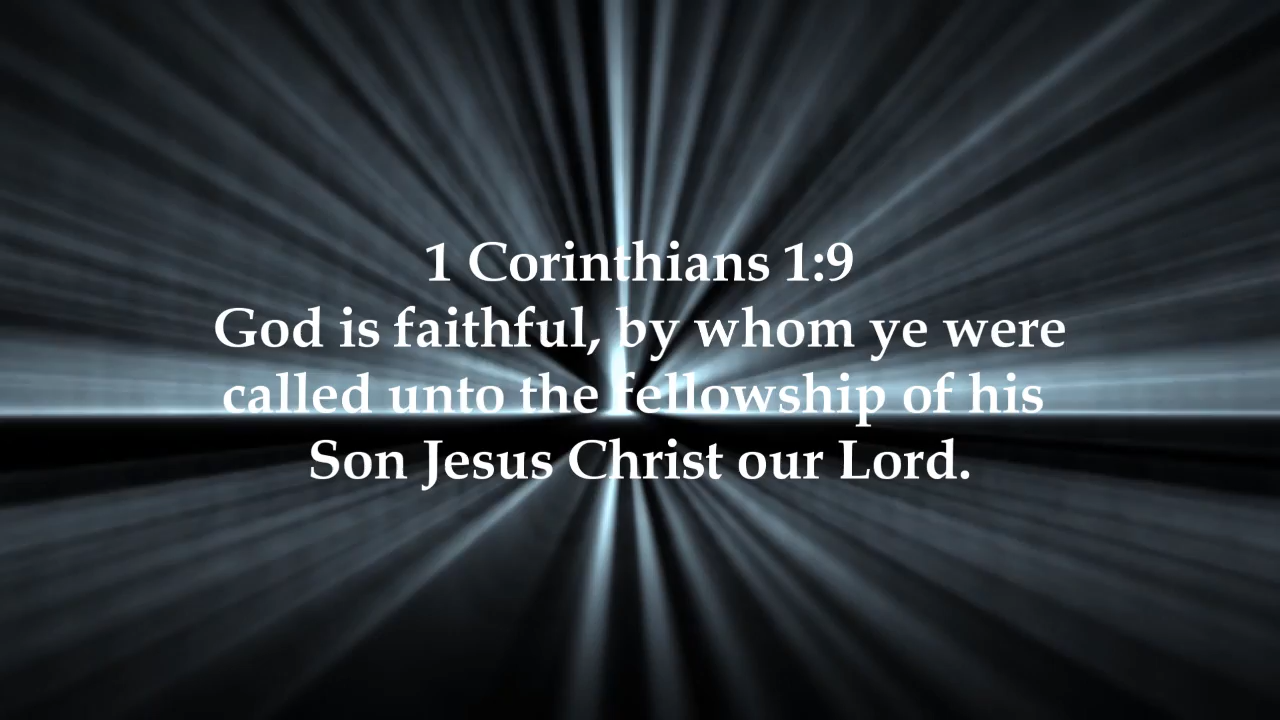 1 Corinthians 1:9
God is faithful, by whom ye were
called unto the fellowship of his
Son Jesus Christ our Lord.